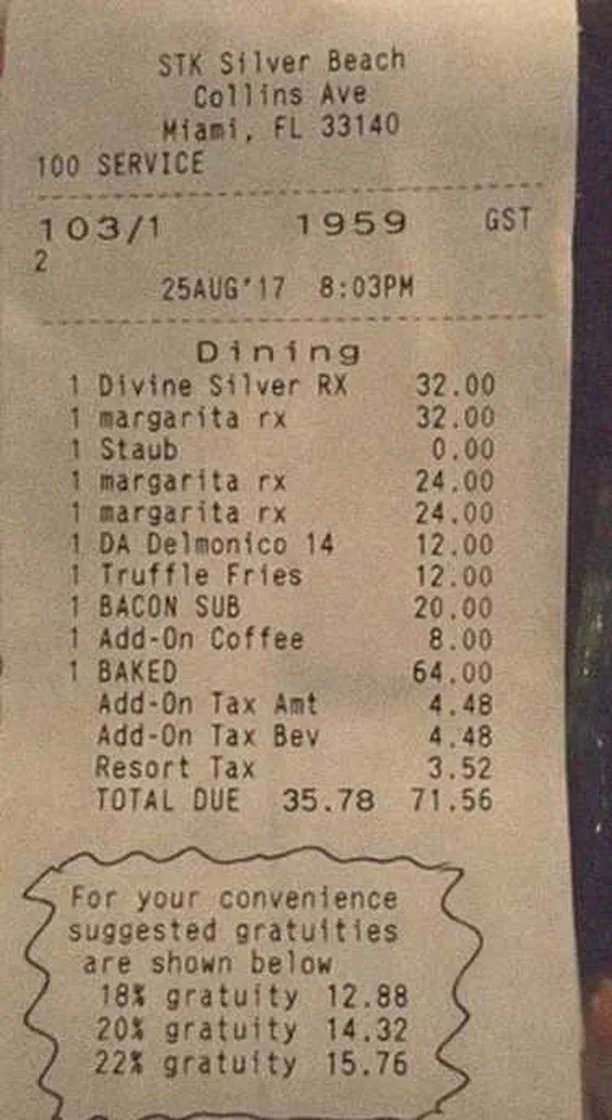 STK Silver Beach
Collins Ave
Miami, FL 33140
100 SERVICE
103/1 1959 GST
2
25AUG'17 8:03PM
Dining
1 Divine Silver RX 32.00
1 margarita rx 32.00
1 Staub 0.00
1 margarita rx 24.00
1 margarita rx 24.00
1 DA Delmonico 14 12.00
1 Truffle Fries 12.00
1 BACON SUB 20.00
1 Add-On Coffee 8.00
1 BAKED 64.00
Add-On Tax Amt 4.48
Add-On Tax Bev 4.48
Resort Tax 3.52
TOTAL DUE 35.78 71.56
For your convenience
suggested gratuities
are shown below
18% gratuity 12.88
20% gratuity 14.32
22% gratuity 15.76